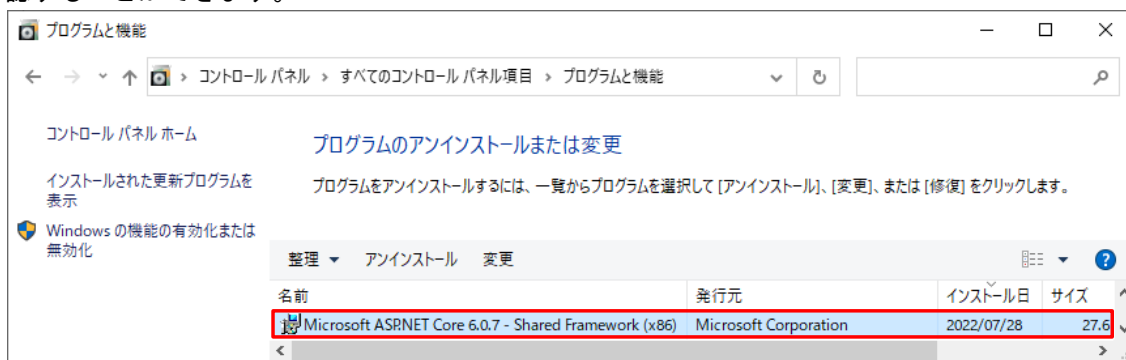 プログラムと機能
コントロール パネル › すべてのコントロール パネル項目 › プログラムと機能
コントロール パネル ホーム
プログラムのアンインストールまたは変更
インストールされた更新プログラムを
表示
プログラムをアンインストールするには、一覧からプログラムを選択して [アンインストール]、[変更]、または [修復] をクリックします。
Windows の機能の有効化または
無効化
整理 アンインストール 変更
名前 発行元 インストール日 サイズ
Microsoft ASP.NET Core 6.0.7 - Shared Framework (x86) Microsoft Corporation 2022/07/28 27.6